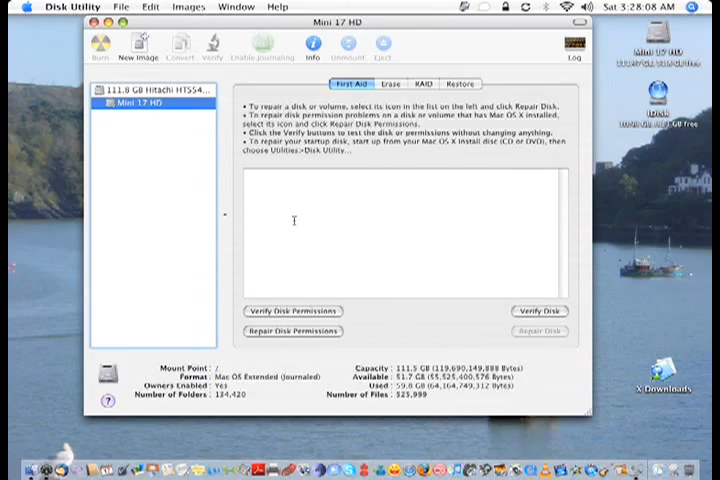 Disk Utility File Edit Images Window Help Sat 3:28:08 AM
Mini 17 HD
Burn New Image Convert Verify Enable Journaling Info Unmount Eject Log
Mini 17 HD
iDisk
111.8 GB Hitachi HTS54...
Mini 17 HD
First Aid Erase RAID Restore
• To repair a disk or volume, select its icon in the list on the left and click Repair Disk.
• To repair disk permission problems on a disk or volume that has Mac OS X installed,
select its icon and click Repair Disk Permissions.
• Click the Verify buttons to test the disk or permissions without changing anything.
• To repair your startup disk, start up from your Mac OS X Install disc (CD or DVD), then
choose Utilities>Disk Utility...
Verify Disk Permissions Verify Disk
Repair Disk Permissions Repair Disk
Mount Point : /
Format : Mac OS Extended (Journaled)
Owners Enabled : Yes
Number of Folders : 134,420
Capacity : 111.5 GB (119,690,149,888 Bytes)
Available : 51.7 GB (55,525,400,576 Bytes)
Used : 59.8 GB (64,164,749,312 Bytes)
Number of Files : 525,999
X Downloads